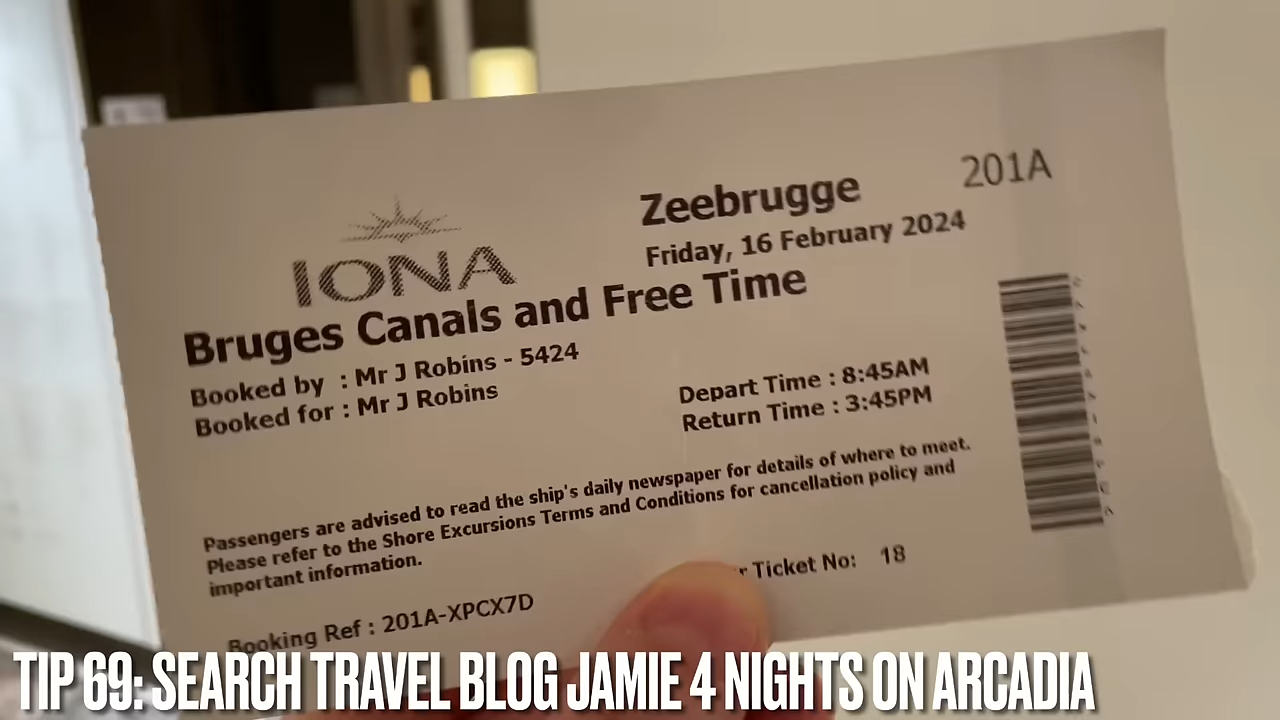 Zeebrugge 201A
Friday, 16 February 2024
IONA
Bruges Canals and Free Time
Booked by : Mr J Robins - 5424
Booked for : Mr J Robins
Depart Time : 8:45AM
Return Time : 3:45PM
Passengers are advised to read the ship's daily newspaper for details of where to meet.
Please refer to the Shore Excursions Terms and Conditions for cancellation policy and
important information.
Booking Ref : 201A-XPCX7D
Ticket No: 18
TIP 69: SEARCH TRAVEL BLOG JAMIE 4 NIGHTS ON ARCADIA